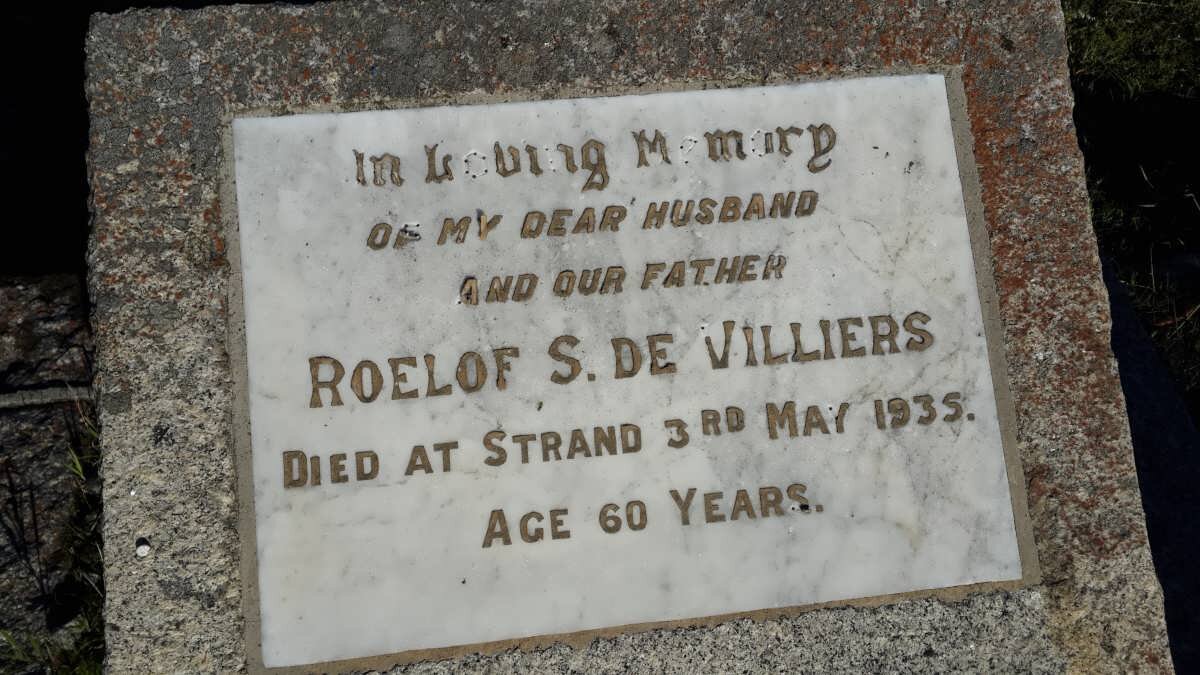 In Loving Memory
OF MY DEAR HUSBAND
AND OUR FATHER
ROELOF S. DE VILLIERS
DIED AT STRAND 3RD MAY 1935.
AGE 60 YEARS.